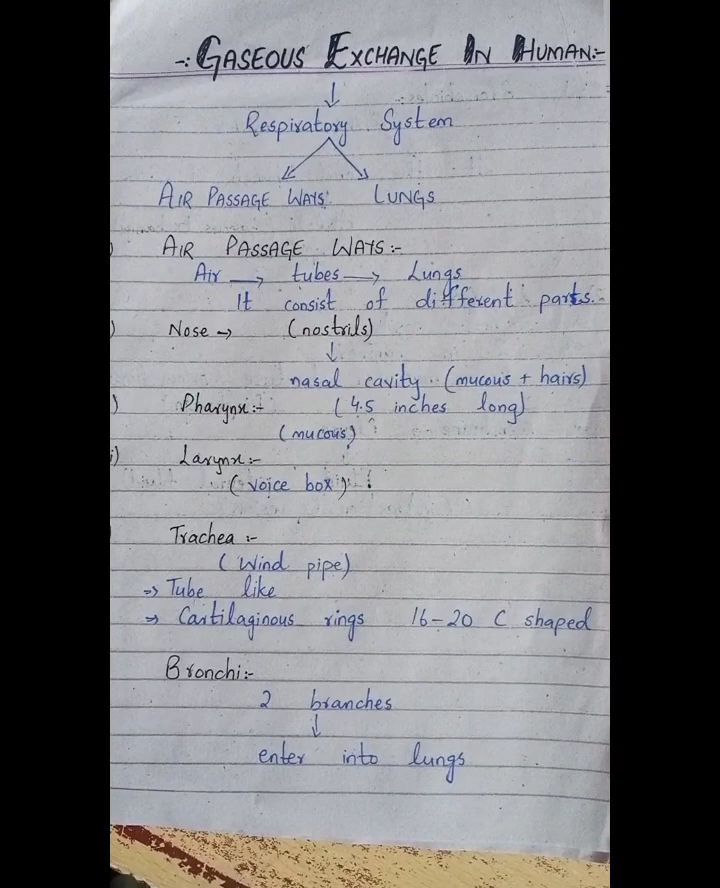 -: GASEOUS EXCHANGE IN HUMAN:-
↓
Respiratory System
AIR PASSAGE WAYS LUNGS
) AIR PASSAGE WAYS:-
Air → tubes → Lungs
It consist of different parts.
) Nose → (nostrils)
↓
nasal cavity. (mucous + hairs)
) Pharynx:- (4.5 inches long)
(mucous)
i) Larynx:-
(voice box)
Trachea :-
(Wind pipe)
=> Tube like
=> Cartilaginous rings 16-20 C shaped
Bronchi:-
2 branches
↓
enter into lungs